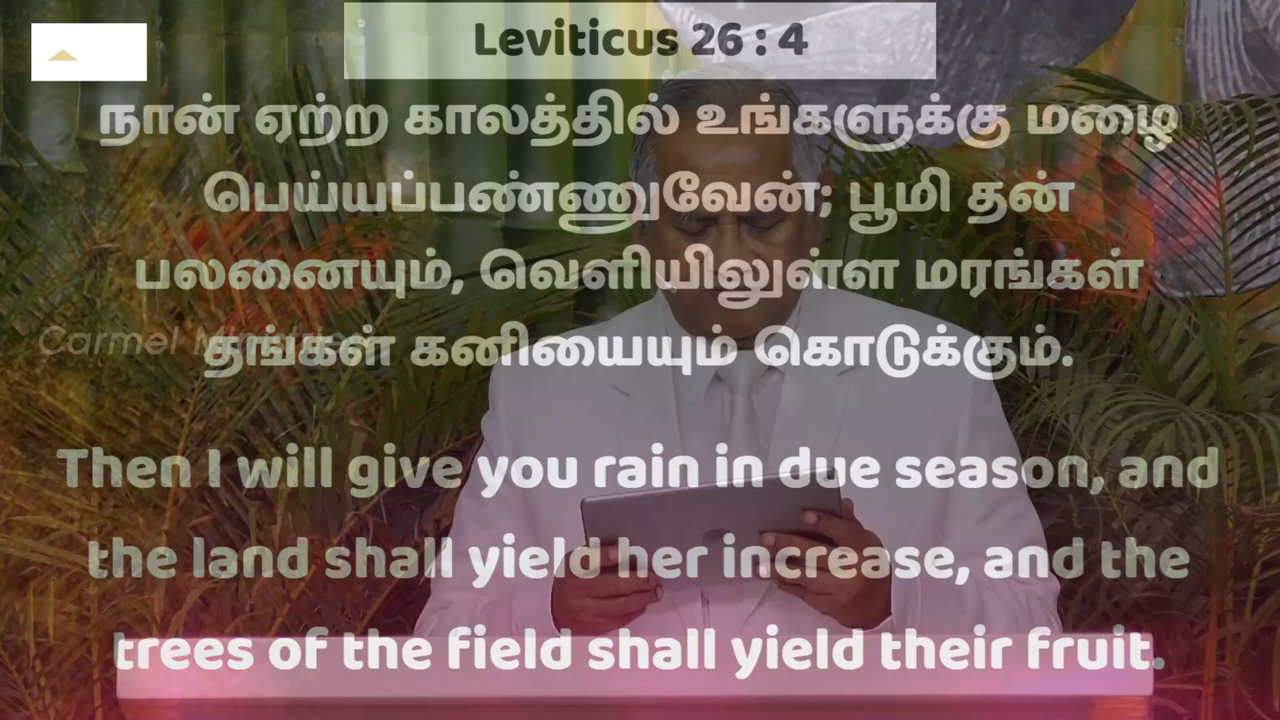 Leviticus 26 : 4
நான் ஏற்ற காலத்தில் உங்களுக்கு மழை
பெய்யப்பண்ணுவேன்; பூமி தன்
பலனையும், வெளியிலுள்ள மரங்கள்
Carmel Ministries
தங்கள் கனியையும் கொடுக்கும்.
Then I will give you rain in due season, and
the land shall yield her increase, and the
trees of the field shall yield their fruit.